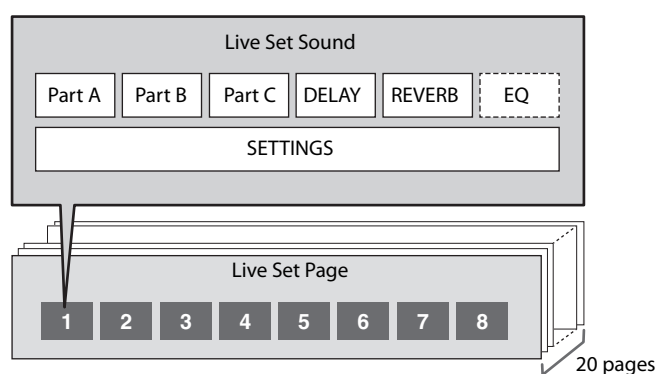 Live Set Sound
Part A Part B Part C DELAY REVERB EQ
SETTINGS
Live Set Page
1 2 3 4 5 6 7 8
20 pages